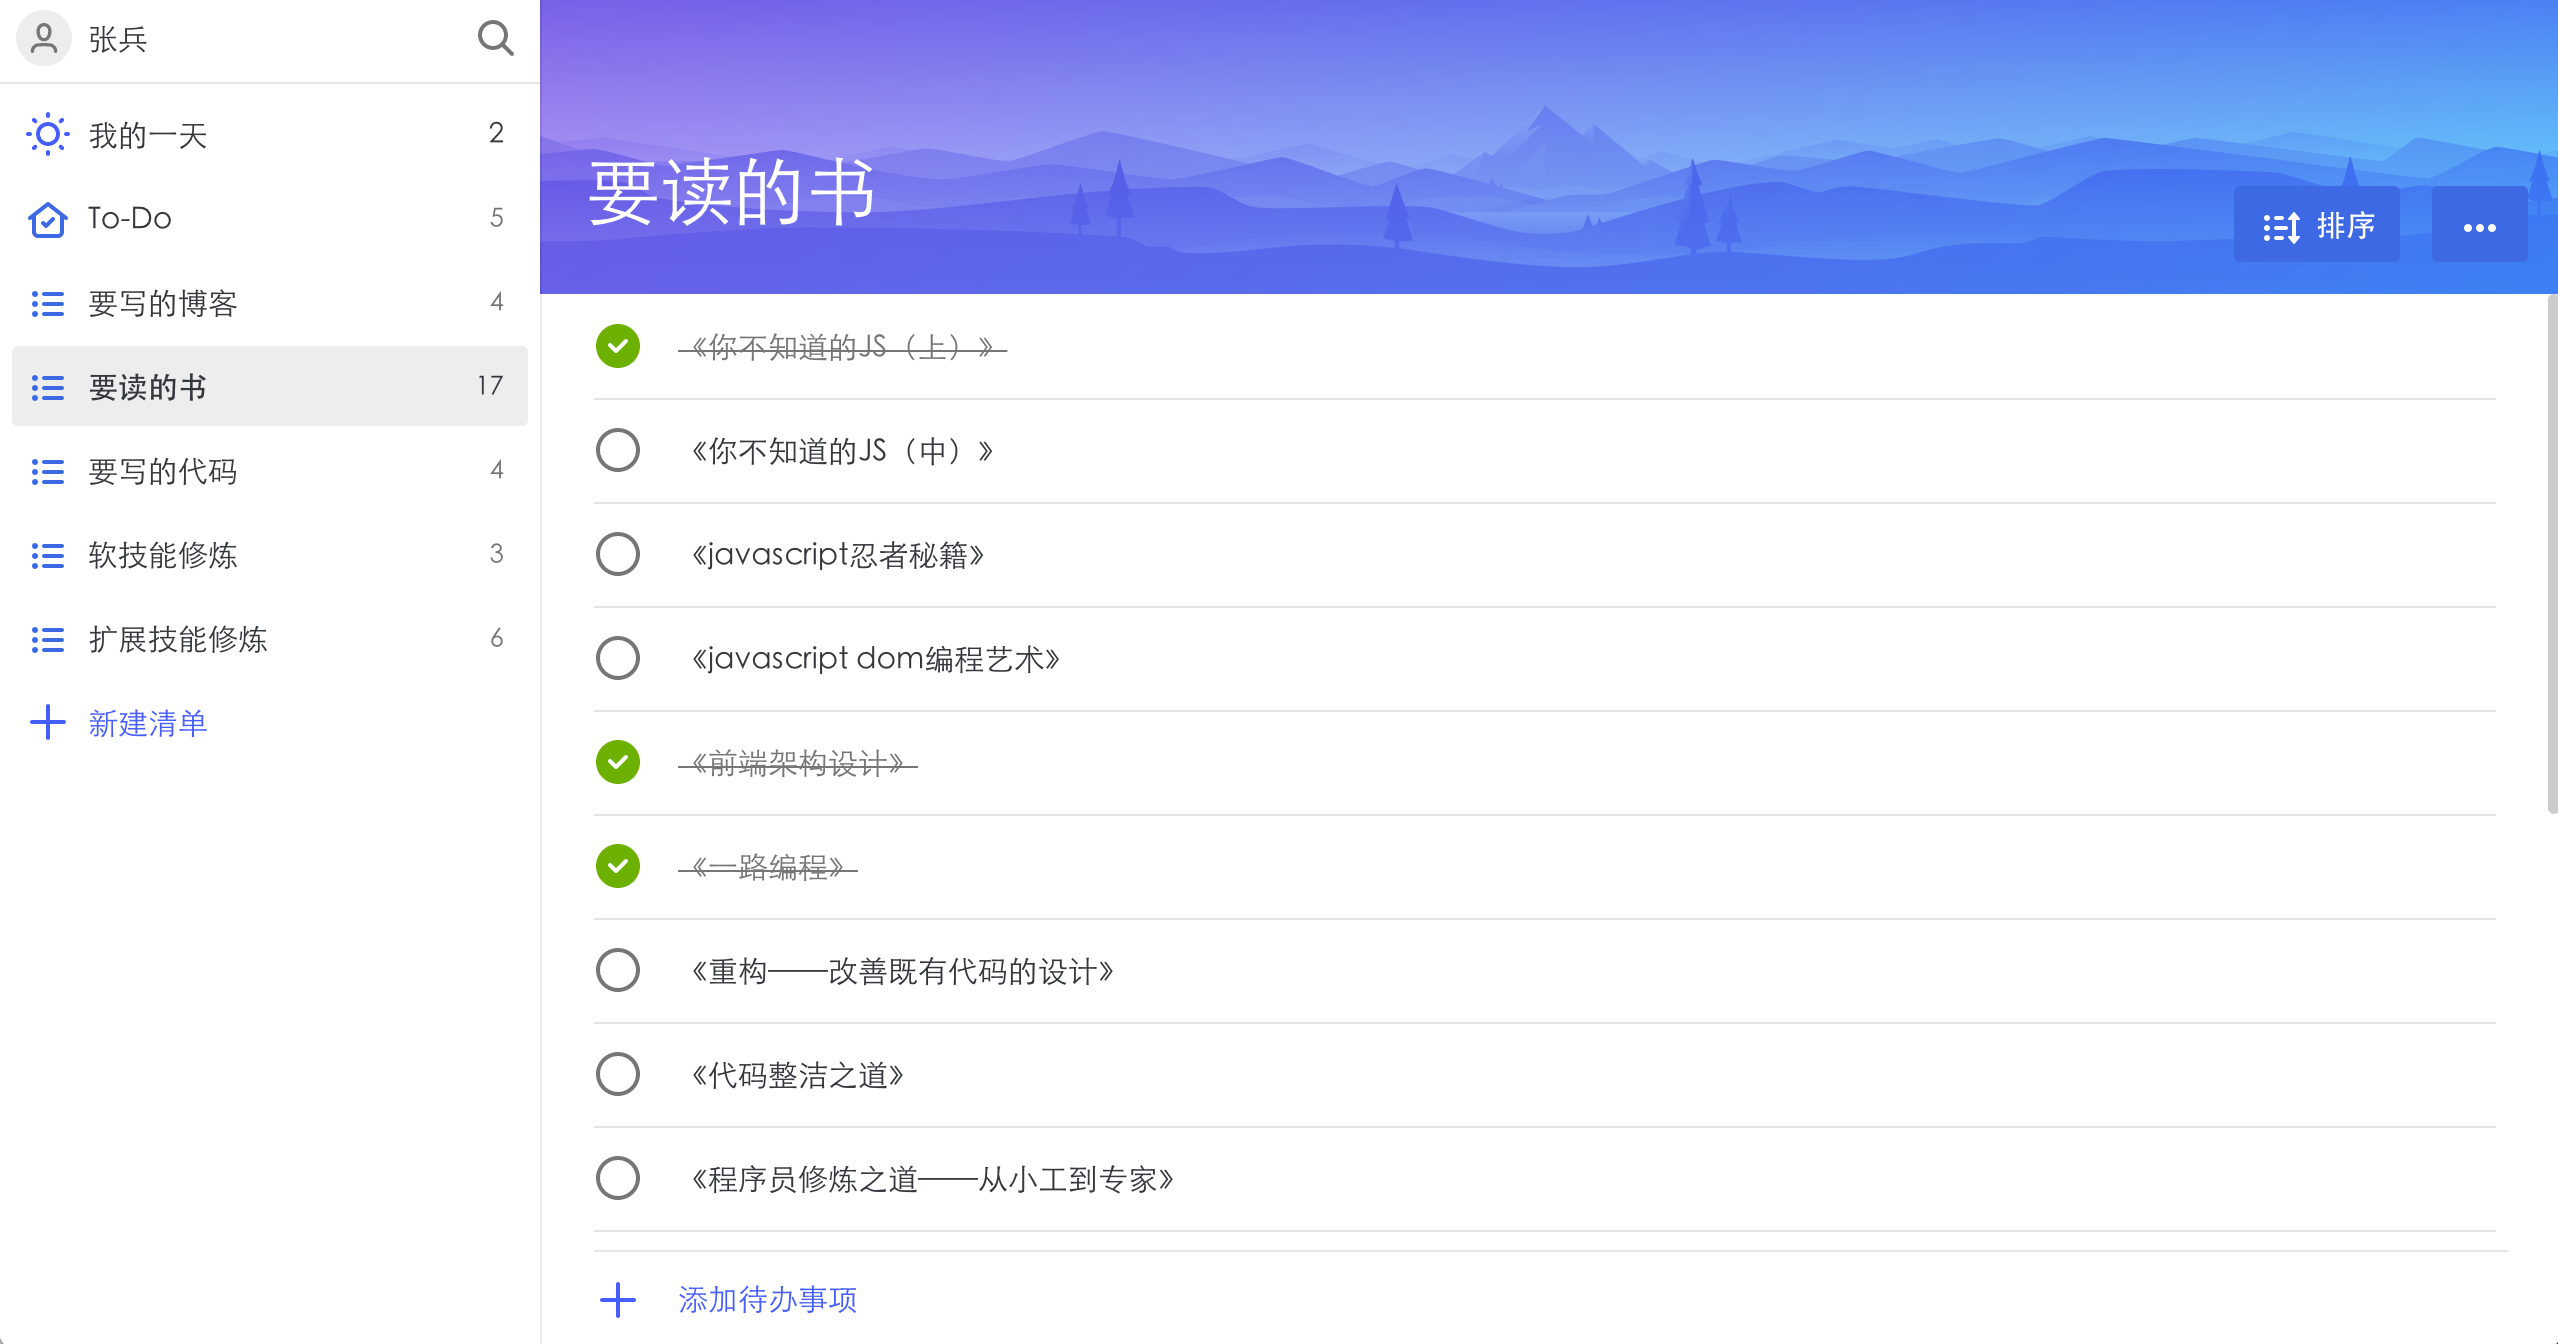 张兵
我的一天 2
To-Do 5
要写的博客 4
要读的书 17
要写的代码 4
软技能修炼 3
扩展技能修炼 6
新建清单
要读的书
排序
《你不知道的JS（上）》
《你不知道的JS（中）》
《javascript忍者秘籍》
《javascript dom编程艺术》
《前端架构设计》
《一路编程》
《重构——改善既有代码的设计》
《代码整洁之道》
《程序员修炼之道——从小工到专家》
添加待办事项